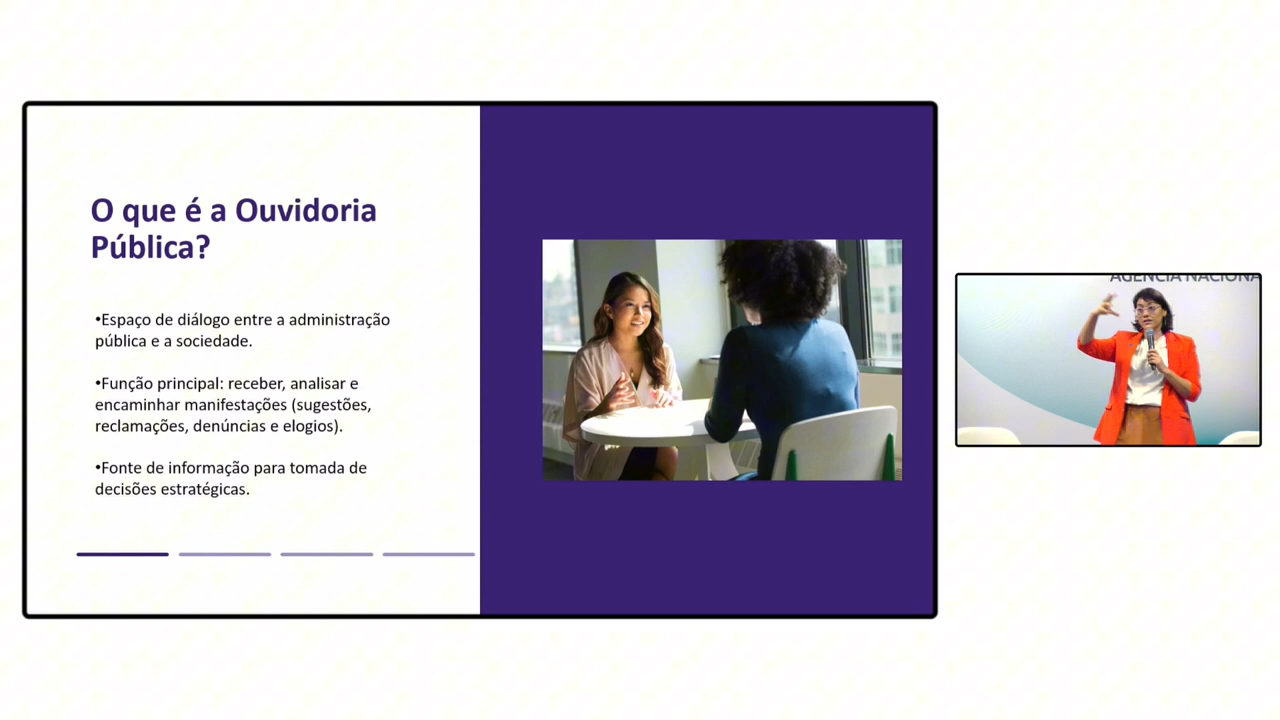 O que é a Ouvidoria
Pública?
•Espaço de diálogo entre a administração
pública e a sociedade.
•Função principal: receber, analisar e
encaminhar manifestações (sugestões,
reclamações, denúncias e elogios).
•Fonte de informação para tomada de
decisões estratégicas.
AGÊNCIA NACIONA